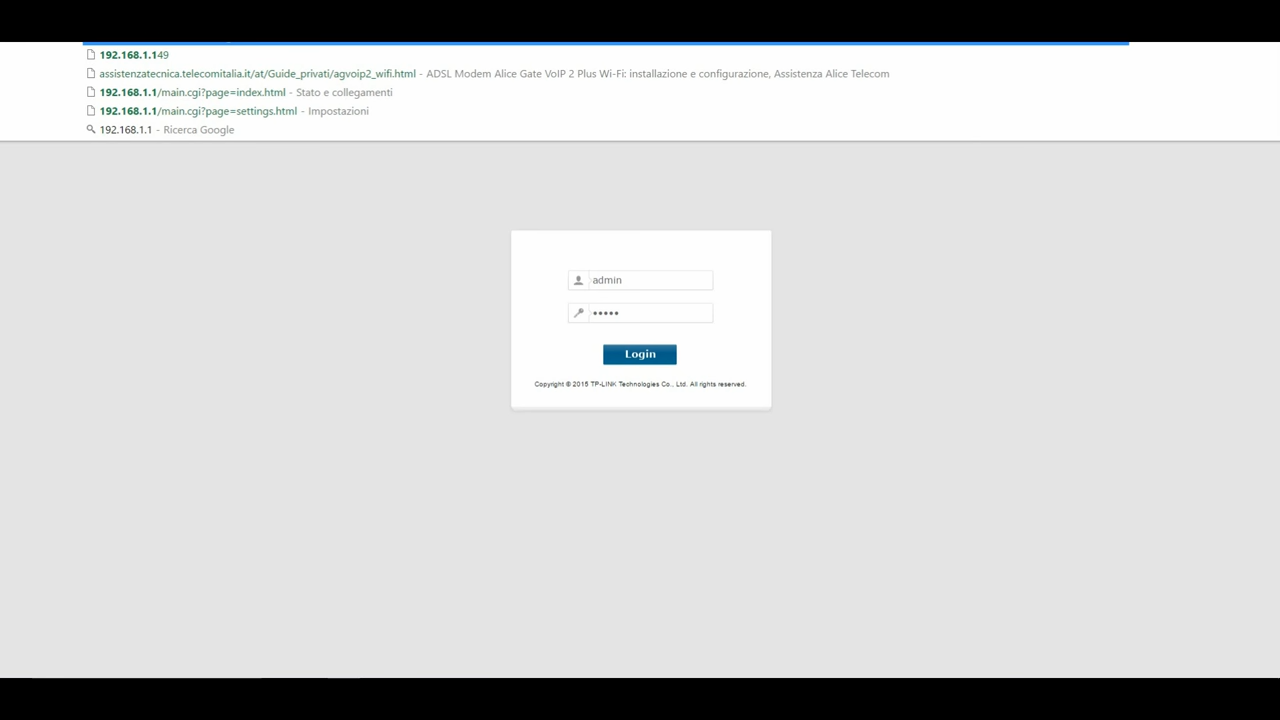 192.168.1.149
assistenzatecnica.telecomitalia.it/at/Guide_privati/agvoip2_wifi.html - ADSL Modem Alice Gate VoIP 2 Plus Wi-Fi: installazione e configurazione, Assistenza Alice Telecom
192.168.1.1/main.cgi?page=index.html - Stato e collegamenti
192.168.1.1/main.cgi?page=settings.html - Impostazioni
192.168.1.1 - Ricerca Google
admin
•••••
Login
Copyright © 2015 TP-LINK Technologies Co., Ltd. All rights reserved.